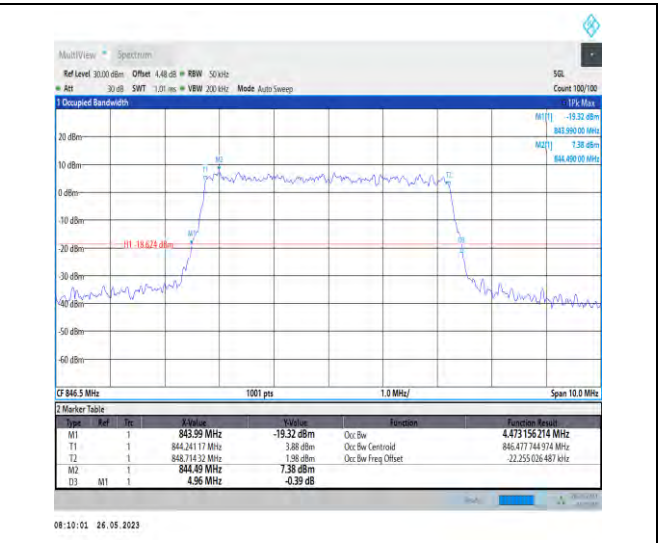 MultiView Spectrum
Ref Level 30.00 dBm Offset 4.48 dB RBW 50 kHz SGL
Att 30 dB SWT 1.01 ms VBW 200 kHz Mode Auto Sweep Count 100/100
1 Occupied Bandwidth 1Pk Max
M1[1] -19.32 dBm
843.990 00 MHz
20 dBm
M2[1] 7.38 dBm
844.490 00 MHz
10 dBm
M2
T1 T2
0 dBm
-10 dBm
M1
-20 dBm H1 -18.624 dBm D3
-30 dBm
-40 dBm
-50 dBm
-60 dBm
CF 846.5 MHz 1001 pts 1.0 MHz/ Span 10.0 MHz
2 Marker Table
Type Ref Trc X-Value Y-Value Function Function Result
M1 1 843.99 MHz -19.32 dBm Occ Bw 4.473 156 214 MHz
T1 1 844.241 17 MHz 3.88 dBm Occ Bw Centroid 846.477 744 974 MHz
T2 1 848.714 32 MHz 1.98 dBm Occ Bw Freq Offset -22.255 026 487 kHz
M2 1 844.49 MHz 7.38 dBm
D3 M1 1 4.96 MHz -0.39 dB
08:10:01 26.05.2023